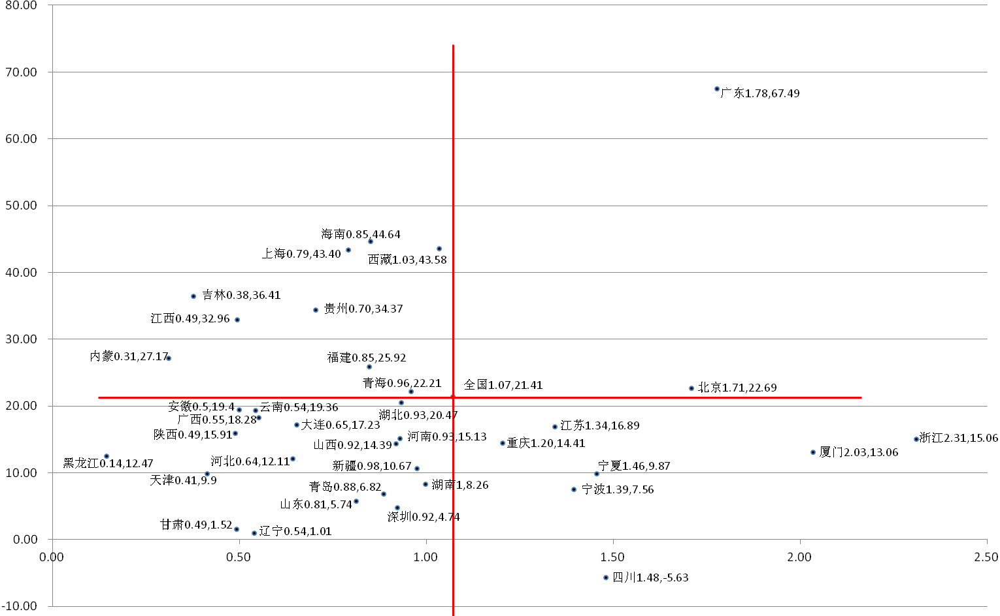 80.00
70.00
广东1.78,67.49
60.00
50.00
海南0.85,44.64
上海0.79,43.40
西藏1.03,43.58
40.00
吉林0.38,36.41
贵州0.70,34.37
江西0.49,32.96
30.00
内蒙0.31,27.17
福建0.85,25.92
青海0.96,22.21
全国1.07,21.41
北京1.71,22.69
20.00
安徽0.5,19.4
云南0.54,19.36
湖北0.93,20.47
广西0.55,18.28
大连0.65,17.23
江苏1.34,16.89
陕西0.49,15.91
河南0.93,15.13
浙江2.31,15.06
山西0.92,14.39
重庆1.20,14.41
厦门2.03,13.06
黑龙江0.14,12.47
河北0.64,12.11
新疆0.98,10.67
宁夏1.46,9.87
10.00
天津0.41,9.9
青岛0.88,6.82
湖南1,8.26
宁波1.39,7.56
山东0.81,5.74
深圳0.92,4.74
甘肃0.49,1.52
辽宁0.54,1.01
0.00
0.00
0.50
1.00
1.50
2.00
2.50
四川1.48,-5.63
-10.00